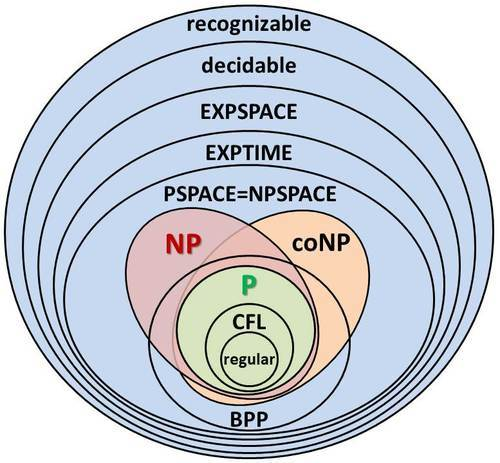 recognizable
decidable
EXPSPACE
EXPTIME
PSPACE=NPSPACE
NP
coNP
P
CFL
regular
BPP